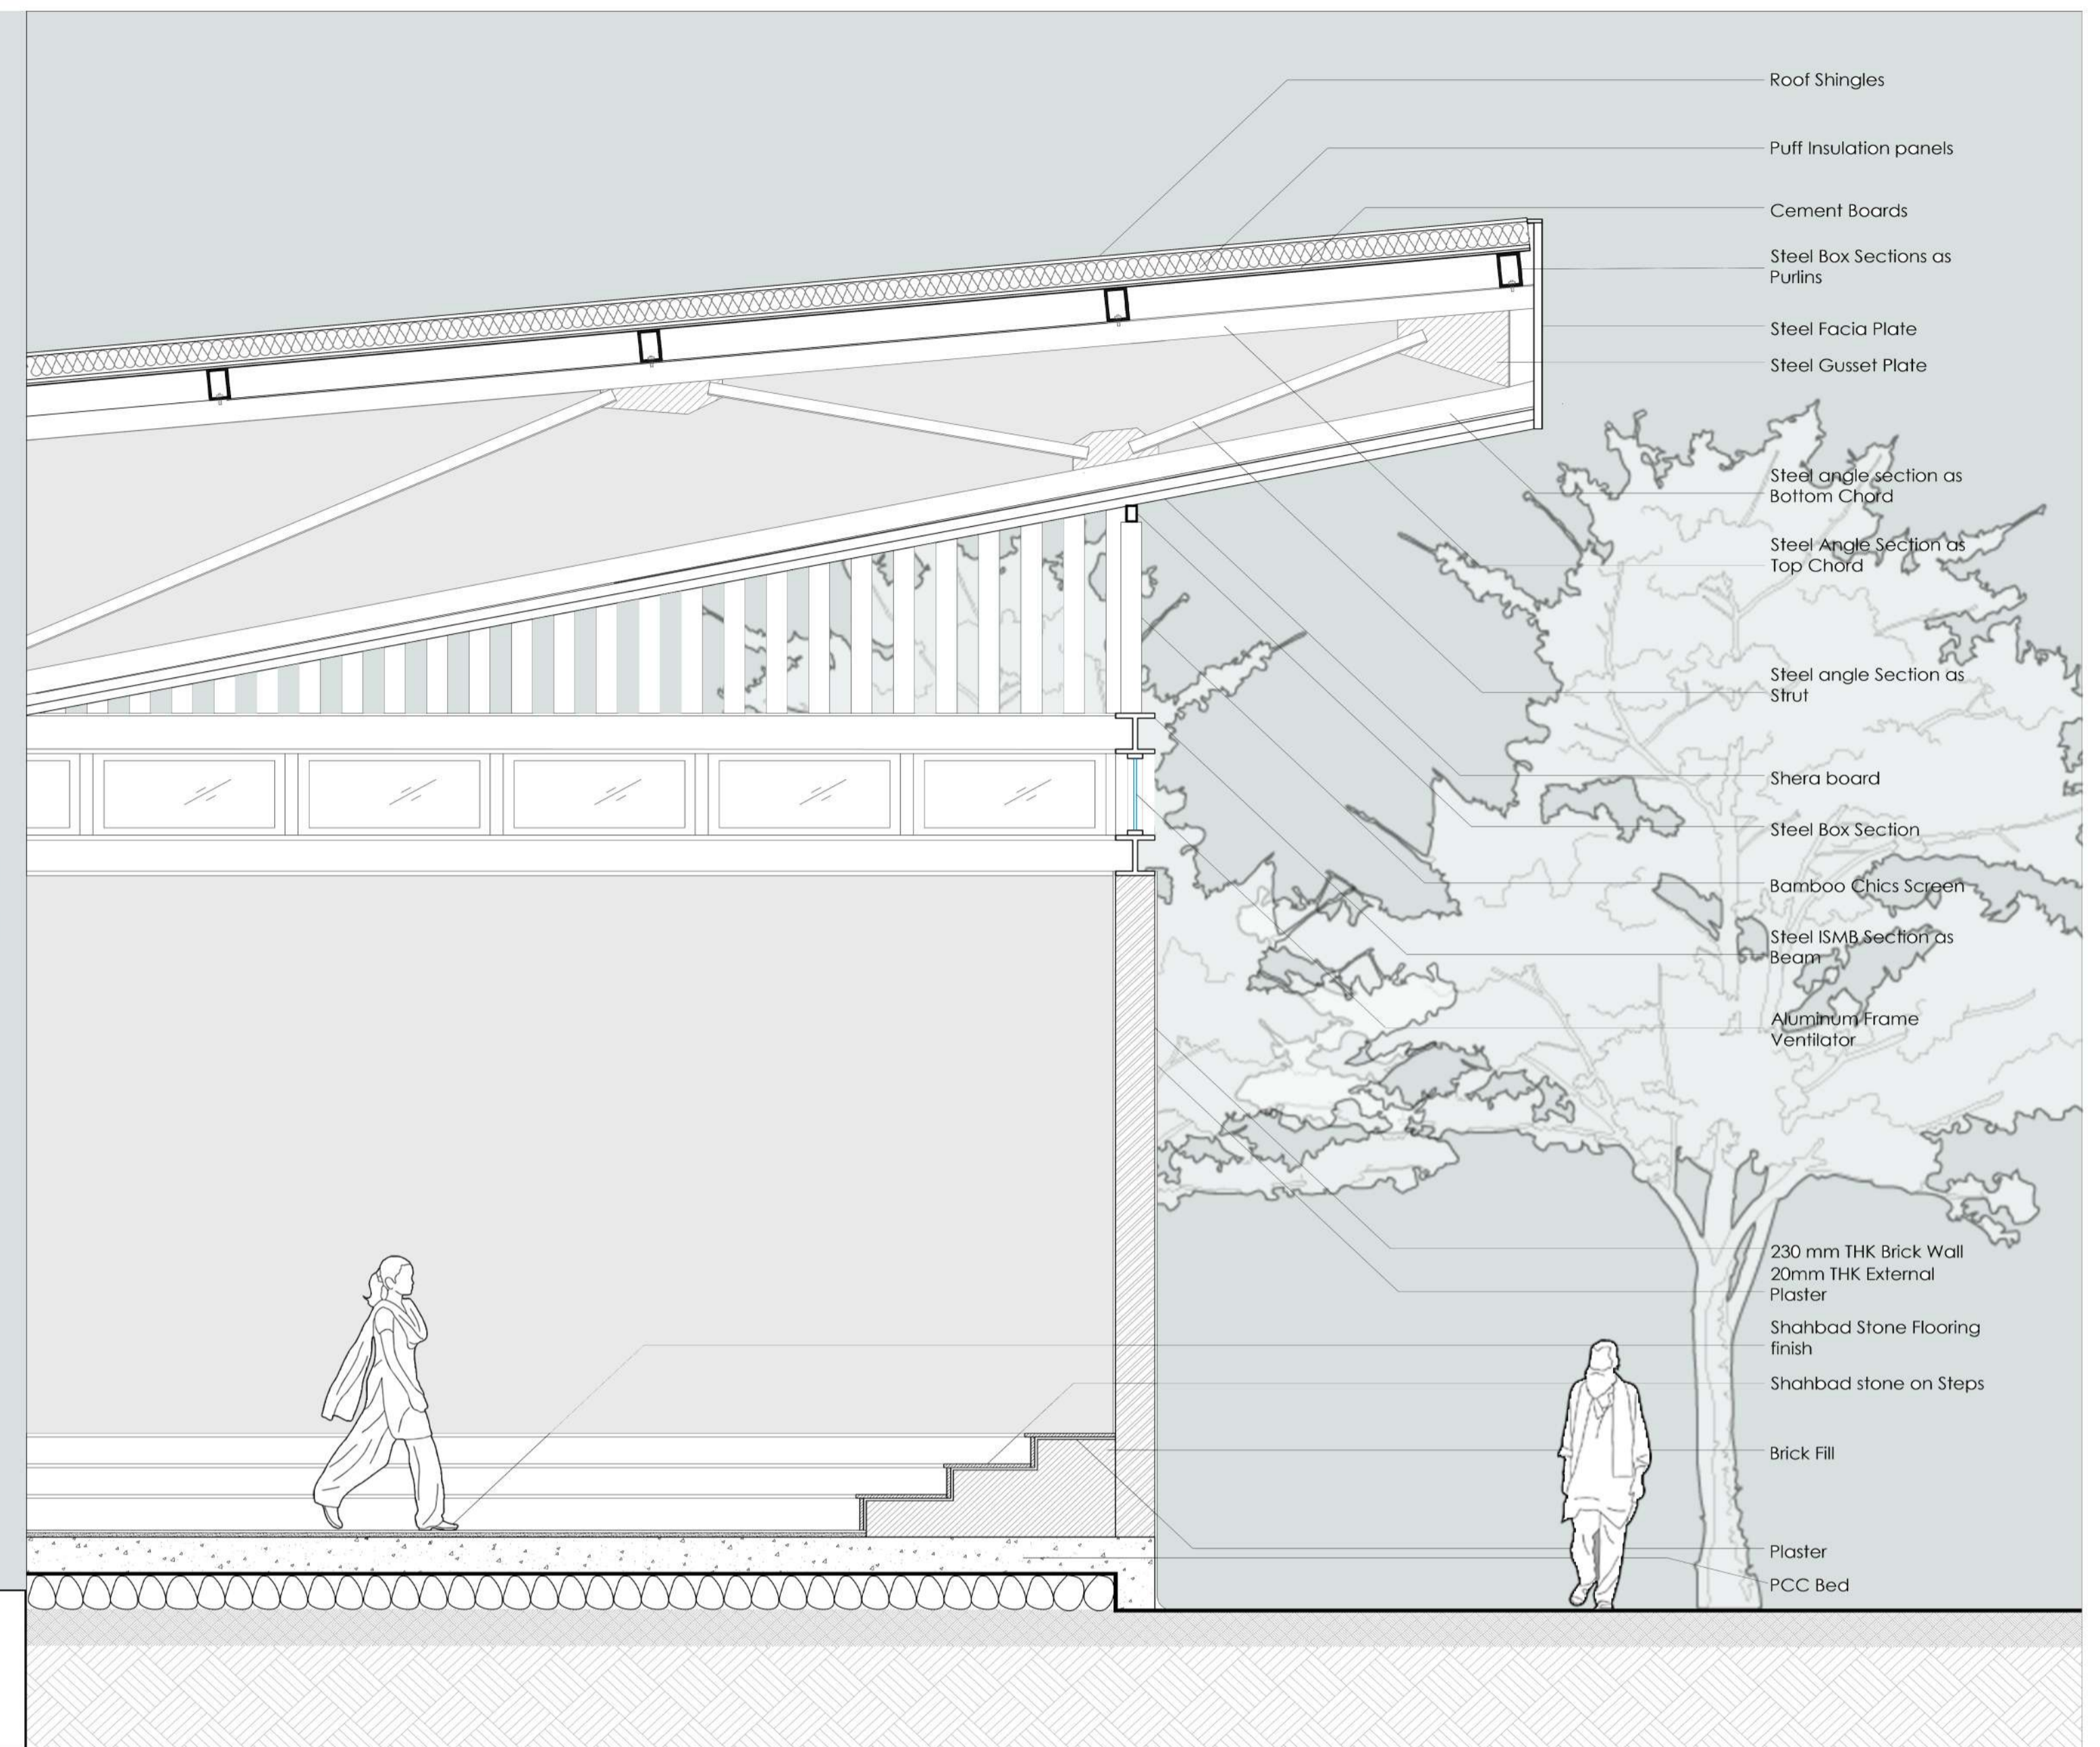 Roof Shingles
Puff Insulation panels
Cement Boards
Steel Box Sections as
Purlins
Steel Facia Plate
Steel Gusset Plate
Steel angle section as
Bottom Chord
Steel Angle Section as
Top Chord
Steel angle Section as
Strut
Shera board
Steel Box Section
Bamboo Chics Screen
Steel ISMB Section as
Beam
Aluminum Frame
Ventilator
230 mm THK Brick Wall
20mm THK External
Plaster
Shahbad Stone Flooring
finish
Shahbad stone on Steps
Brick Fill
Plaster
PCC Bed